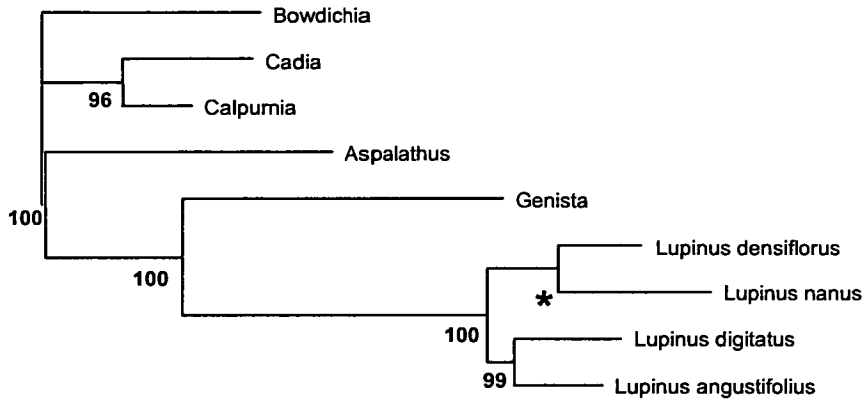 Bowdichia
Cadia
96
Calpurnia
Aspalathus
Genista
100
Lupinus densiflorus
100
Lupinus nanus
*
100
Lupinus digitatus
99
Lupinus angustifolius